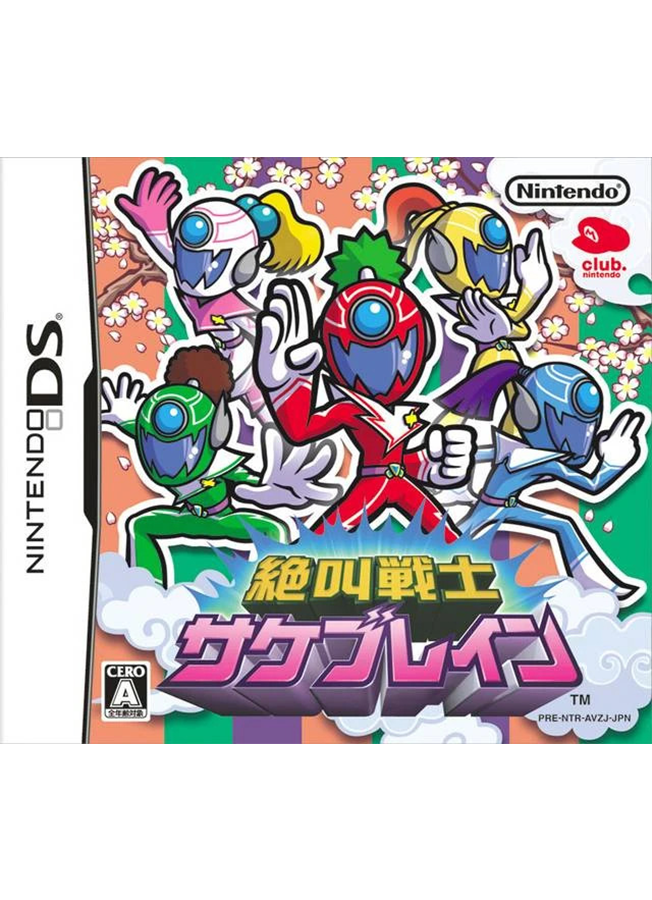 Nintendo®
M
club.
nintendo
NINTENDO DS®
絶叫戦士
サケブレイン
TM
CERO
A
全年齢対象
PRE-NTR-AVZJ-JPN